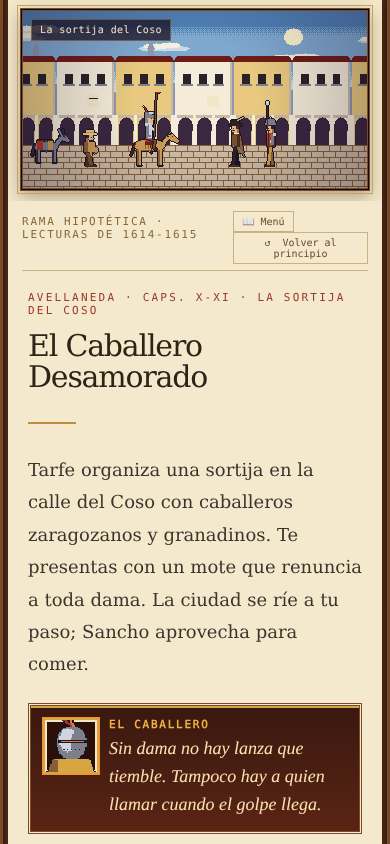 La sortija del Coso
RAMA HIPOTÉTICA ·
LECTURAS DE 1614-1615
📖 Menú
↺ Volver al
principio
AVELLANEDA · CAPS. X-XI · LA SORTIJA
DEL COSO
El Caballero
Desamorado
Tarfe organiza una sortija en la
calle del Coso con caballeros
zaragozanos y granadinos. Te
presentas con un mote que renuncia
a toda dama. La ciudad se ríe a tu
paso; Sancho aprovecha para
comer.
EL CABALLERO
Sin dama no hay lanza que
tiemble. Tampoco hay a quien
llamar cuando el golpe llega.